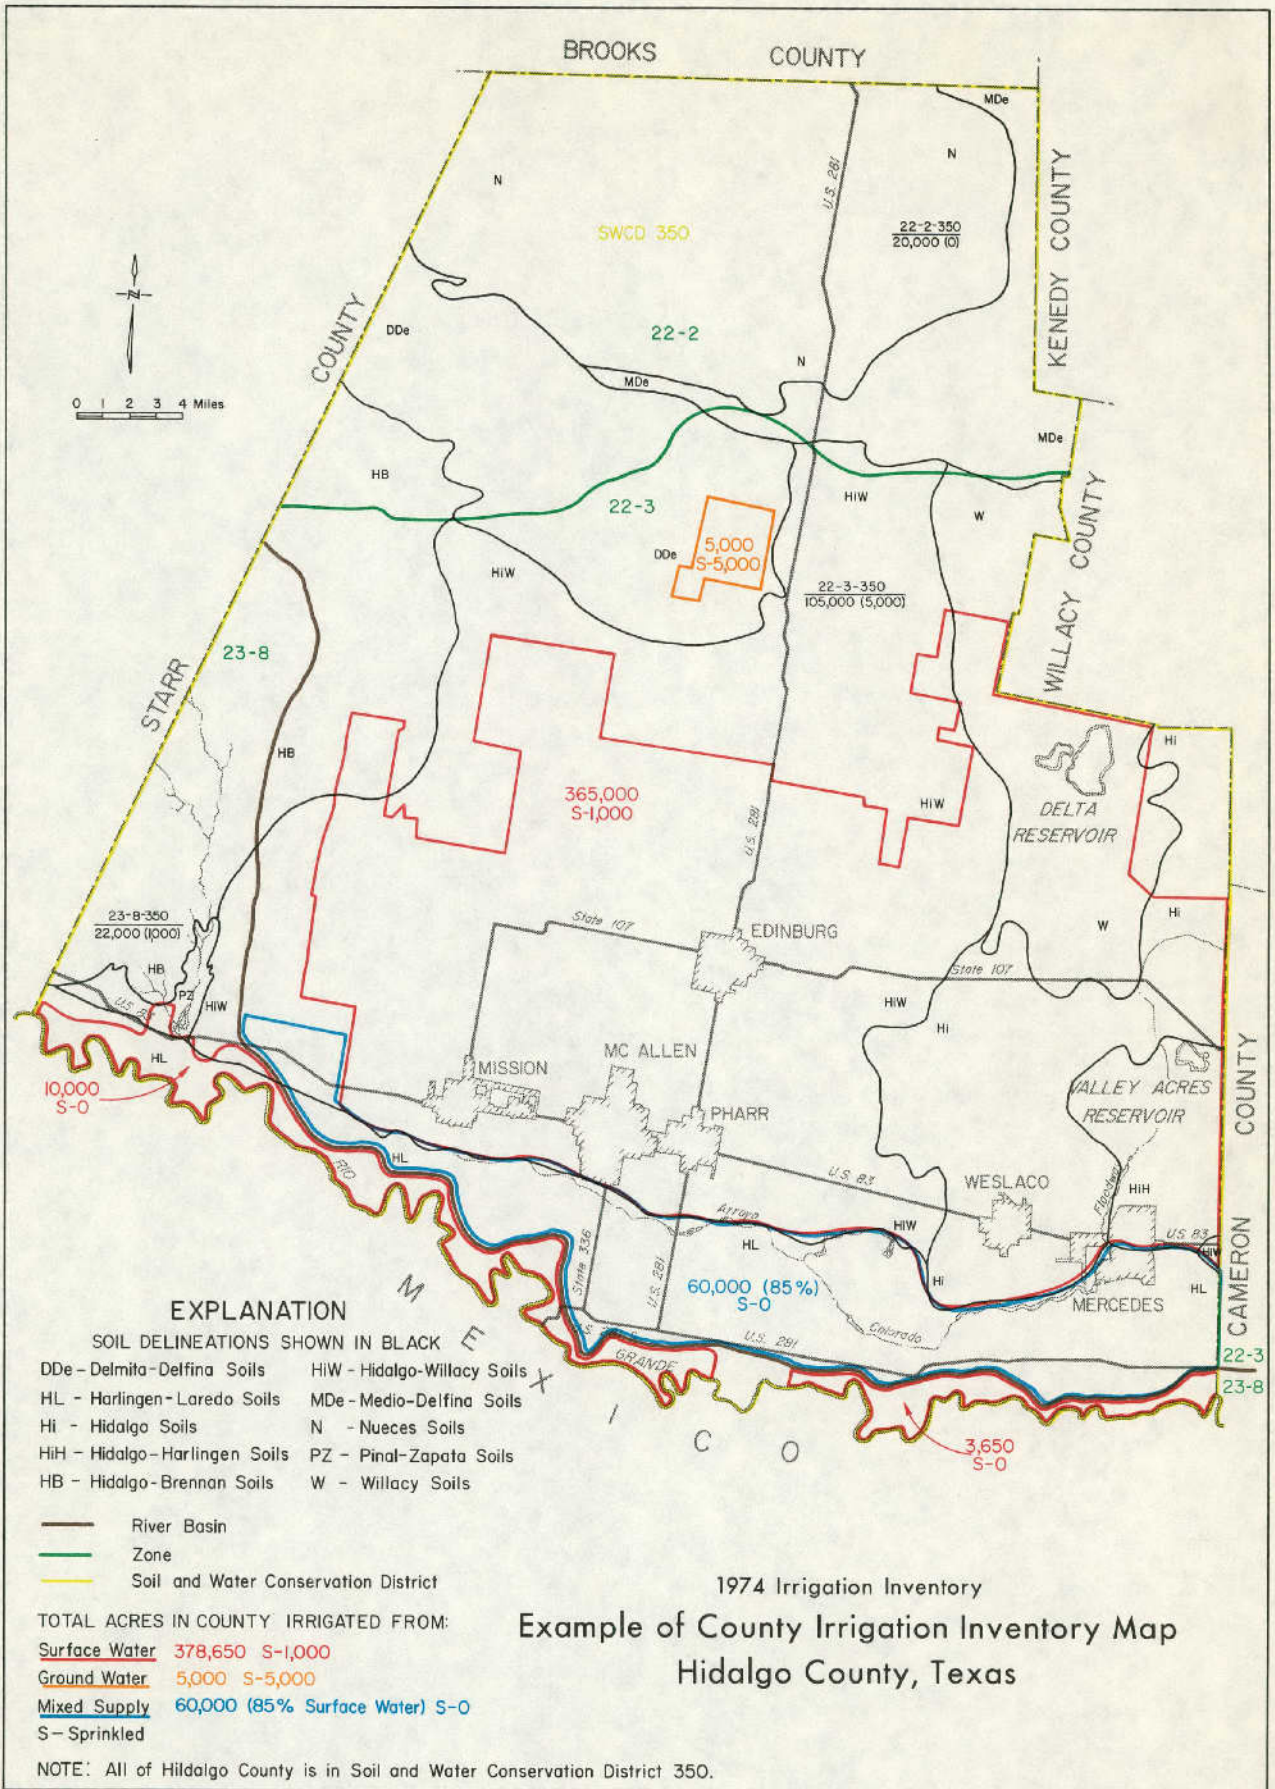 BROOKS COUNTY
MDe
N
N
U.S. 281
KENEDY COUNTY
SWCD 350
22-2-350
20,000 (0)
N
COUNTY
DDe
22-2
N
MDe
0 1 2 3 4 Miles
MDe
HB
22-3
HiW
W
WILLACY COUNTY
DDe
5,000
S-5,000
HiW
22-3-350
105,000 (5,000)
23-8
STARR
HB
Hi
365,000
S-1,000
HiW
U.S. 281
DELTA
RESERVOIR
23-8-350
22,000 (1000)
State 107
EDINBURG
W
Hi
HB
State 107
PZ
HiW
U.S. 83
HiW
Hi
HL
MISSION
MC ALLEN
10,000
S-0
PHARR
VALLEY ACRES
RESERVOIR
COUNTY
RIO
HL
U.S. 83
WESLACO
Floodway
HiH
Arroyo
HiW
HL
U.S. 83
HiW
State 336
U.S. 281
60,000 (85%)
S-0
Hi
HL
MERCEDES
CAMERON
Colorado
U.S. 281
GRANDE
22-3
23-8
MEXICO
3,650
S-0
EXPLANATION
SOIL DELINEATIONS SHOWN IN BLACK
DDe - Delmita-Delfina Soils HiW - Hidalgo-Willacy Soils
HL - Harlingen-Laredo Soils MDe - Medio-Delfina Soils
Hi - Hidalgo Soils N - Nueces Soils
HiH - Hidalgo-Harlingen Soils PZ - Pinal-Zapata Soils
HB - Hidalgo-Brennan Soils W - Willacy Soils
River Basin
Zone
Soil and Water Conservation District
TOTAL ACRES IN COUNTY IRRIGATED FROM:
Surface Water 378,650 S-1,000
Ground Water 5,000 S-5,000
Mixed Supply 60,000 (85% Surface Water) S-0
S - Sprinkled
NOTE: All of Hildalgo County is in Soil and Water Conservation District 350.
1974 Irrigation Inventory
Example of County Irrigation Inventory Map
Hidalgo County, Texas